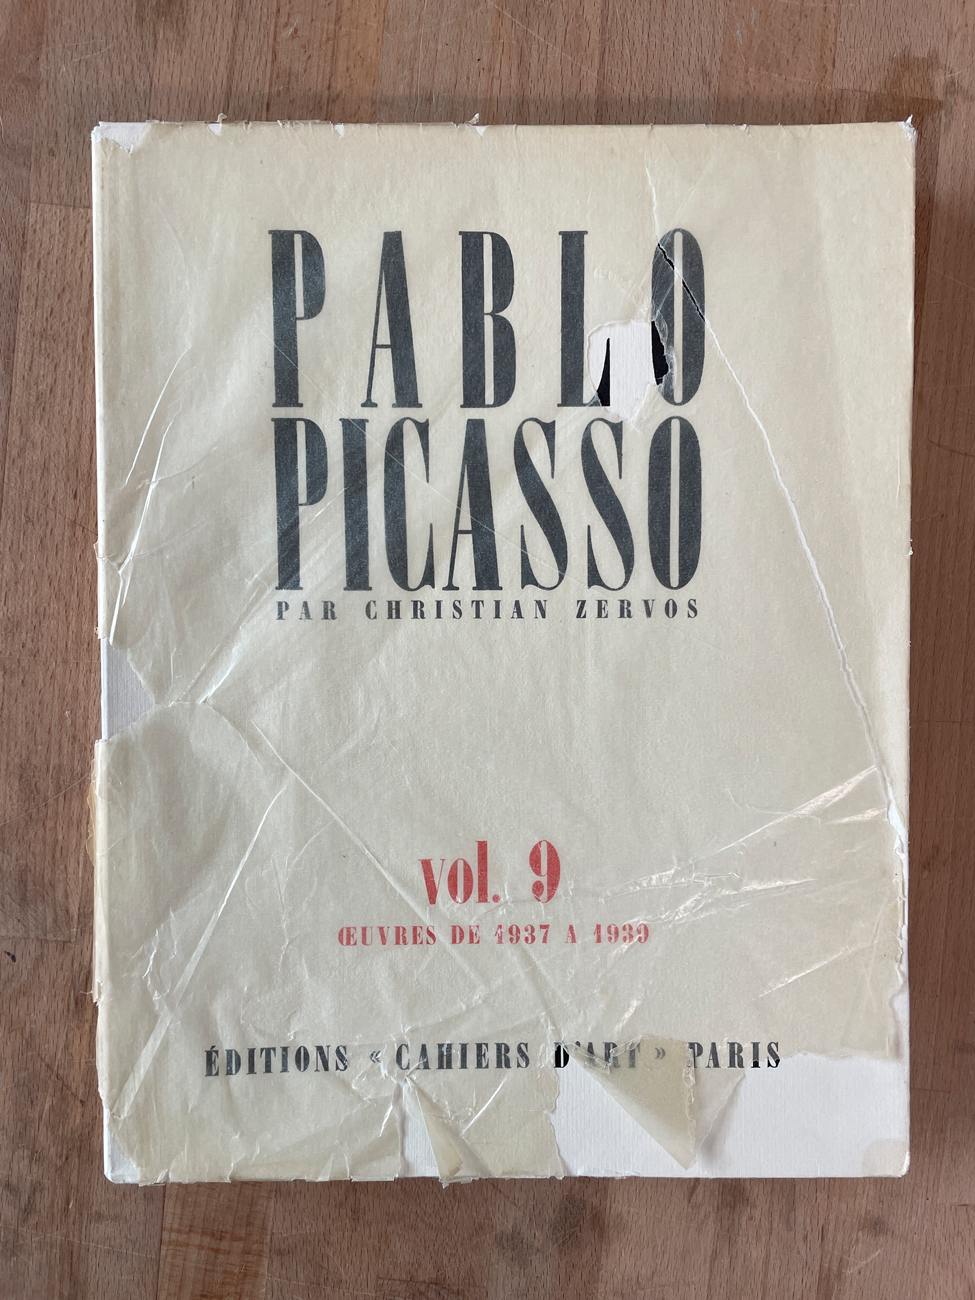 PABLO
PICASSO
PAR CHRISTIAN ZERVOS
vol. 9
ŒUVRES DE 1937 A 1939
ÉDITIONS « CAHIERS D'ART » PARIS